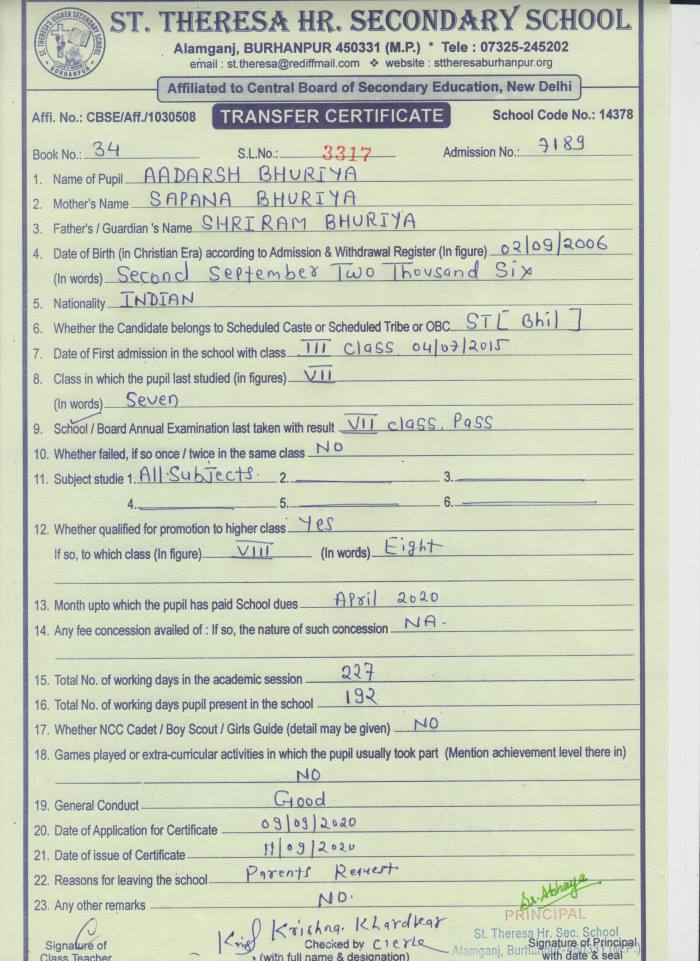 ST. THERESA HR. SECONDARY SCHOOL
Alamganj, BURHANPUR 450331 (M.P.) * Tele : 07325-245202
email : st.theresa@rediffmail.com ❖ website : sttheresaburhanpur.org
Affiliated to Central Board of Secondary Education, New Delhi
Affi. No.: CBSE/Aff./1030508 TRANSFER CERTIFICATE School Code No.: 14378
Book No.: 34 S.L.No.: 3317 Admission No.: 7189
1. Name of Pupil AADARSH BHURIYA
2. Mother's Name SAPANA BHURIYA
3. Father's / Guardian 's Name SHRIRAM BHURIYA
4. Date of Birth (in Christian Era) according to Admission & Withdrawal Register (In figure) 02/09/2006
(In words) Second September Two Thousand Six
5. Nationality INDIAN
6. Whether the Candidate belongs to Scheduled Caste or Scheduled Tribe or OBC ST [Bhil]
7. Date of First admission in the school with class III class 04/07/2015
8. Class in which the pupil last studied (in figures) VII
(In words) Seven
9. School / Board Annual Examination last taken with result VII class, Pass
10. Whether failed, if so once / twice in the same class NO
11. Subject studie 1. All Subjects. 2. 3.
4. 5. 6.
12. Whether qualified for promotion to higher class Yes
If so, to which class (In figure) VIII (In words) Eight
13. Month upto which the pupil has paid School dues April 2020
14. Any fee concession availed of : If so, the nature of such concession NA.
15. Total No. of working days in the academic session 227
16. Total No. of working days pupil present in the school 192
17. Whether NCC Cadet / Boy Scout / Girls Guide (detail may be given) NO
18. Games played or extra-curricular activities in which the pupil usually took part (Mention achievement level there in)
NO
19. General Conduct Good
20. Date of Application for Certificate 09/09/2020
21. Date of issue of Certificate 11/09/2020
22. Reasons for leaving the school Parents Request
23. Any other remarks NO.
Sr. Abhaya
PRINCIPAL
Krishna Khardkar
St. Theresa Hr. Sec. School
Signature of Checked by Clerk Alamganj, Burhanpur-450331 (M.P.) Signature of Principal
Class Teacher (with full name & designation) with date & seal